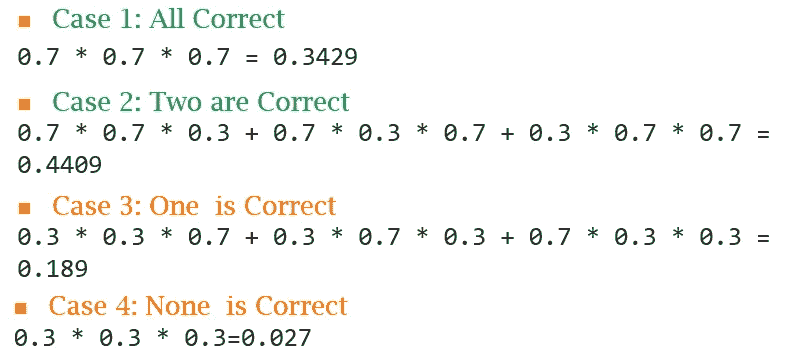 ▪ Case 1: All Correct
0.7 * 0.7 * 0.7 = 0.3429
▪ Case 2: Two are Correct
0.7 * 0.7 * 0.3 + 0.7 * 0.3 * 0.7 + 0.3 * 0.7 * 0.7 =
0.4409
▪ Case 3: One is Correct
0.3 * 0.3 * 0.7 + 0.3 * 0.7 * 0.3 + 0.7 * 0.3 * 0.3 =
0.189
▪ Case 4: None is Correct
0.3 * 0.3 * 0.3=0.027